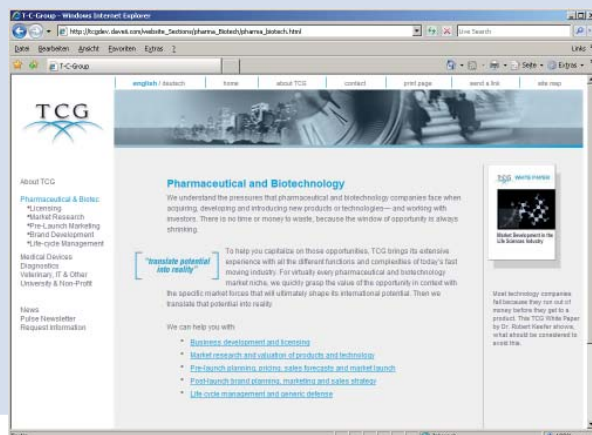 T-C-Group - Windows Internet Explorer
http://tcgdev.dave6.com/website_Sections/pharma_Biotech/pharma_biotech.html
Live Search
Datei Bearbeiten Ansicht Favoriten Extras ?
Links
T-C-Group
Seite
Extras
english / deutsch
home
about TCG
contact
print page
send a link
site map
TCG
About TCG
Pharmaceutical & Biotec
*Licensing
*Market Research
*Pre-Launch Marketing
*Brand Development
*Life-cycle Management
Medical Devices
Diagnostics
Veterinary, IT & Other
University & Non-Profit
News
Pulse Newsletter
Request Information
Pharmaceutical and Biotechnology
We understand the pressures that pharmaceutical and biotechnology companies face when
acquiring, developing and introducing new products or technologies— and working with
investors. There is no time or money to waste, because the window of opportunity is always
shrinking.
"translate potential
into reality"
To help you capitalize on those opportunities, TCG brings its extensive
experience with all the different functions and complexities of today's fast
moving industry. For virtually every pharmaceutical and biotechnology
market niche, we quickly grasp the value of the opportunity in context with
the specific market forces that will ultimately shape its international potential. Then we
translate that potential into reality.
We can help you with
* Business development and licensing
* Market research and valuation of products and technology
* Pre-launch planning, pricing, sales forecasts and market launch
* Post-launch brand planning, marketing and sales strategy
* Life cycle management and generic defense
TCG WHITE PAPER
Market Development in the
Life Sciences Industry
Most technology companies
fail because they run out of
money before they get to a
product. This TCG White Paper
by Dr. Robert Keefer shows,
what should be considered to
avoid this.